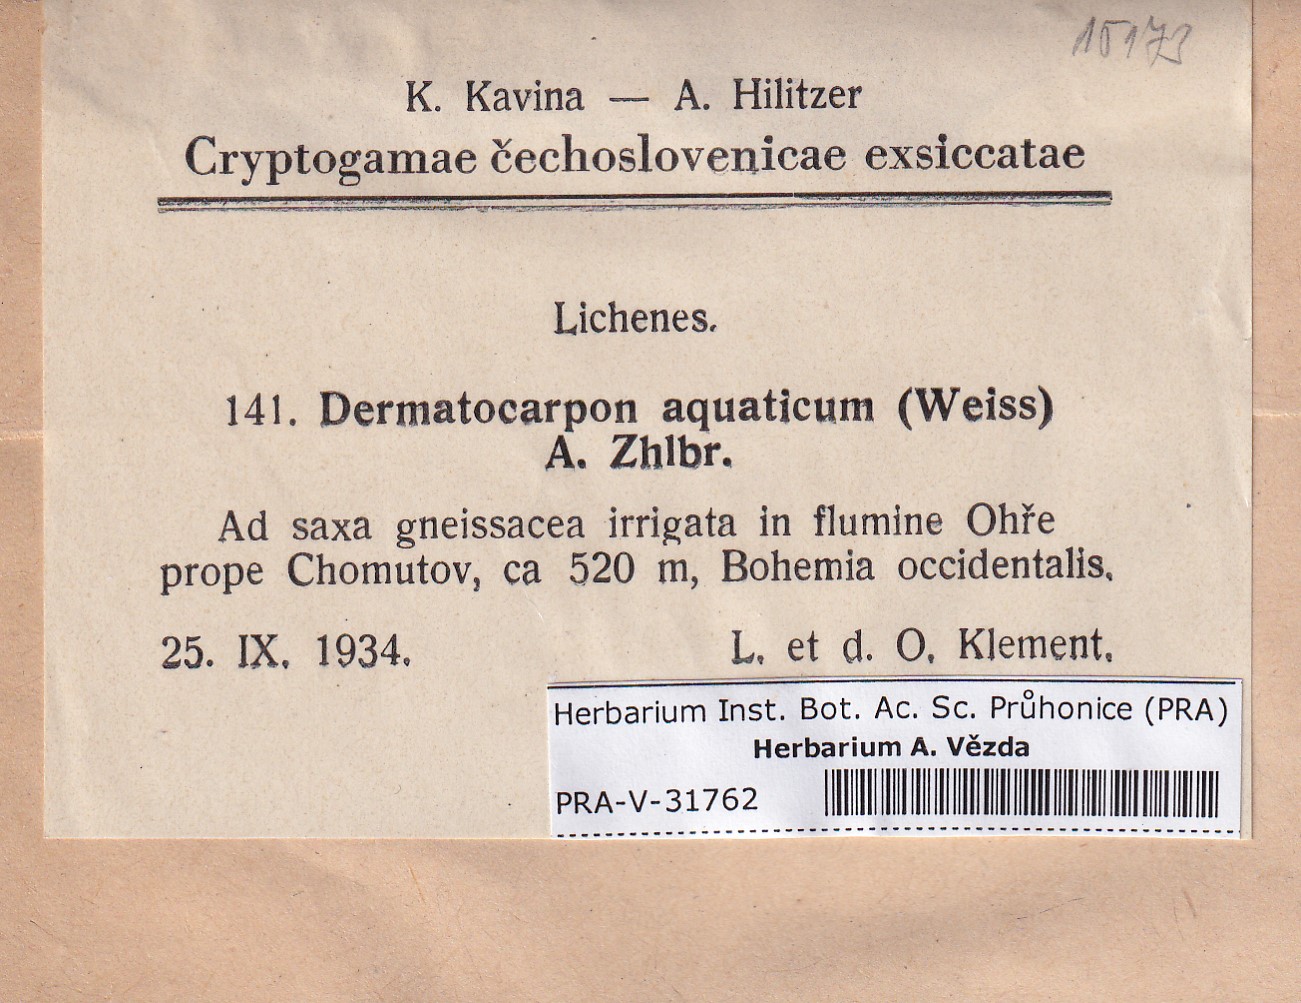 15173
K. Kavina — A. Hilitzer
Cryptogamae čechoslovenicae exsiccatae
Lichenes.
141. Dermatocarpon aquaticum (Weiss)
A. Zhlbr.
Ad saxa gneissacea irrigata in flumine Ohře
prope Chomutov, ca 520 m, Bohemia occidentalis.
25. IX. 1934. L. et d. O. Klement.
Herbarium Inst. Bot. Ac. Sc. Průhonice (PRA)
Herbarium A. Vězda
PRA-V-31762